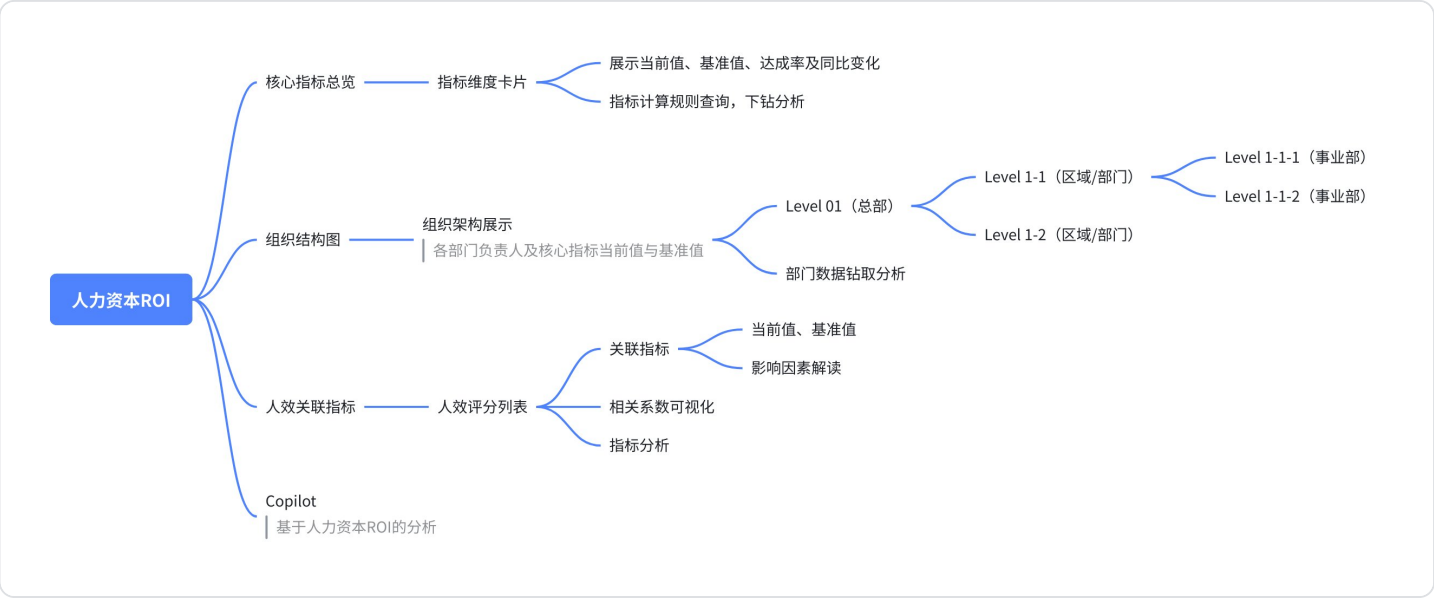 人力资本ROI
核心指标总览
指标维度卡片
展示当前值、基准值、达成率及同比变化
指标计算规则查询，下钻分析
组织结构图
组织架构展示
各部门负责人及核心指标当前值与基准值
Level 01（总部）
Level 1-1（区域/部门）
Level 1-1-1（事业部）
Level 1-1-2（事业部）
Level 1-2（区域/部门）
部门数据钻取分析
人效关联指标
人效评分列表
关联指标
当前值、基准值
影响因素解读
相关系数可视化
指标分析
Copilot
基于人力资本ROI的分析